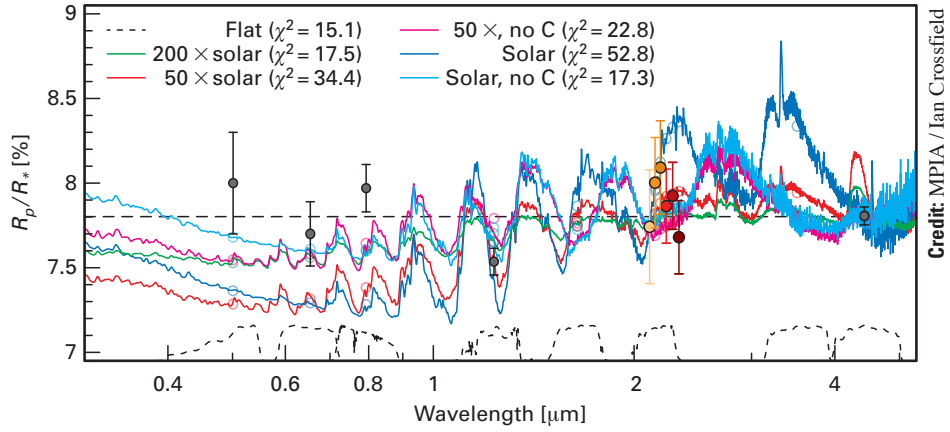 Flat (χ² = 15.1)
200 × solar (χ² = 17.5)
50 × solar (χ² = 34.4)
50 ×, no C (χ² = 22.8)
Solar (χ² = 52.8)
Solar, no C (χ² = 17.3)
9
8.5
8
7.5
7
R_p/R_* [%]
0.4
0.6
0.8
1
2
4
Wavelength [μm]
Credit: MPIA / Ian Crossfield